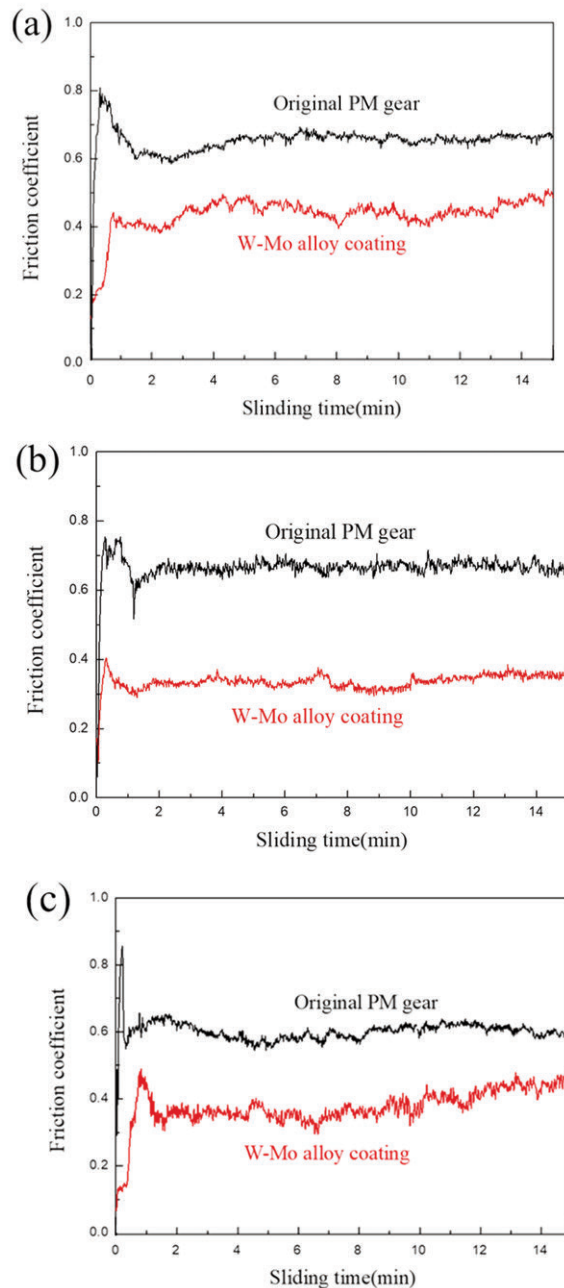 (a)
1.0
0.8
0.6
0.4
0.2
0.0
Friction coefficient
Original PM gear
W-Mo alloy coating
0 2 4 6 8 10 12 14
Slinding time(min)
(b)
1.0
0.8
0.6
0.4
0.2
0.0
Friction coefficient
Original PM gear
W-Mo alloy coating
0 2 4 6 8 10 12 14
Sliding time(min)
(c)
1.0
0.8
0.6
0.4
0.2
0.0
Friction coefficient
Original PM gear
W-Mo alloy coating
0 2 4 6 8 10 12 14
Sliding time(min)